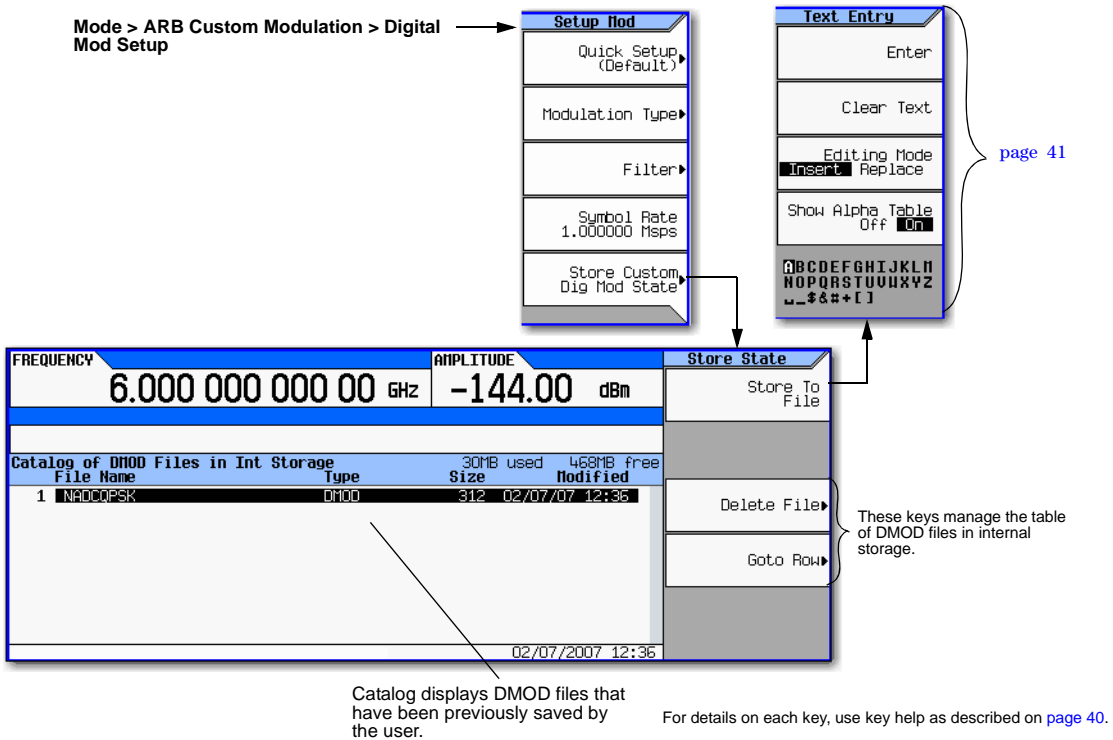 Mode > ARB Custom Modulation > Digital
Mod Setup
Setup Mod
Quick Setup
(Default)
Modulation Type
Filter
Symbol Rate
1.000000 Msps
Store Custom
Dig Mod State
Text Entry
Enter
Clear Text
Editing Mode
Insert Replace
Show Alpha Table
Off On
ABCDEFGHIJKLM
NOPQRSTUVWXYZ
␣_$&#+[]
page 41
FREQUENCY
6.000 000 000 00 GHz
AMPLITUDE
-144.00 dBm
Catalog of DMOD Files in Int Storage 30MB used 468MB free
File Name Type Size Modified
1 NADCQPSK DMOD 312 02/07/07 12:36
02/07/2007 12:36
Store State
Store To
File
Delete File
Goto Row
These keys manage the table
of DMOD files in internal
storage.
Catalog displays DMOD files that
have been previously saved by
the user.
For details on each key, use key help as described on page 40.